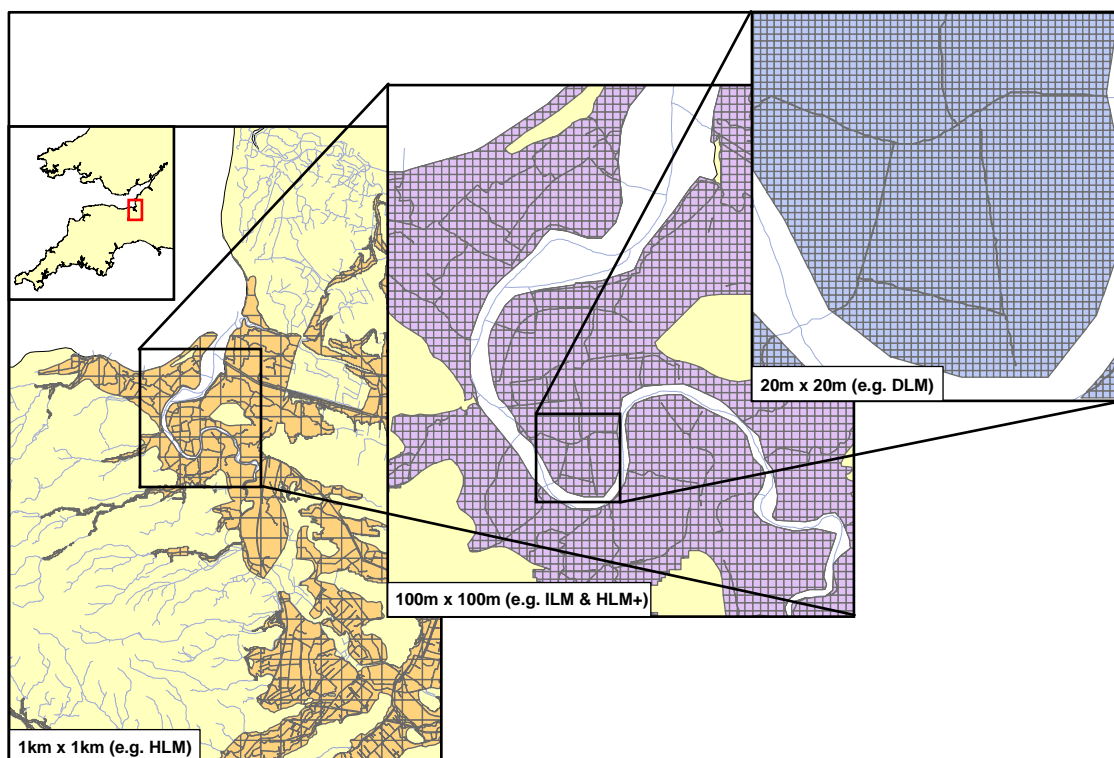 20m x 20m (e.g. DLM)
100m x 100m (e.g. ILM & HLM+)
1km x 1km (e.g. HLM)